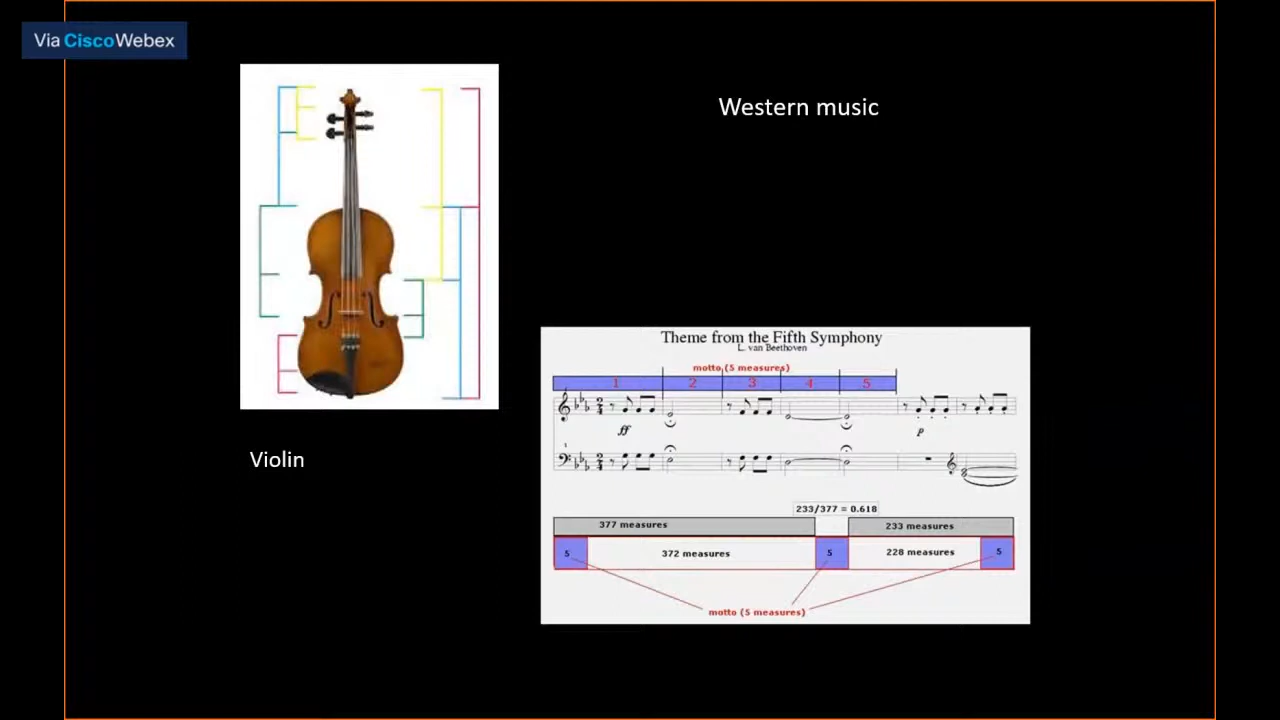 Via CiscoWebex
Western music
Theme from the Fifth Symphony
L. van Beethoven
motto (5 measures)
1 2 3 4 5
ff p
Violin
233/377 = 0.618
377 measures 233 measures
5 372 measures 5 228 measures 5
motto (5 measures)